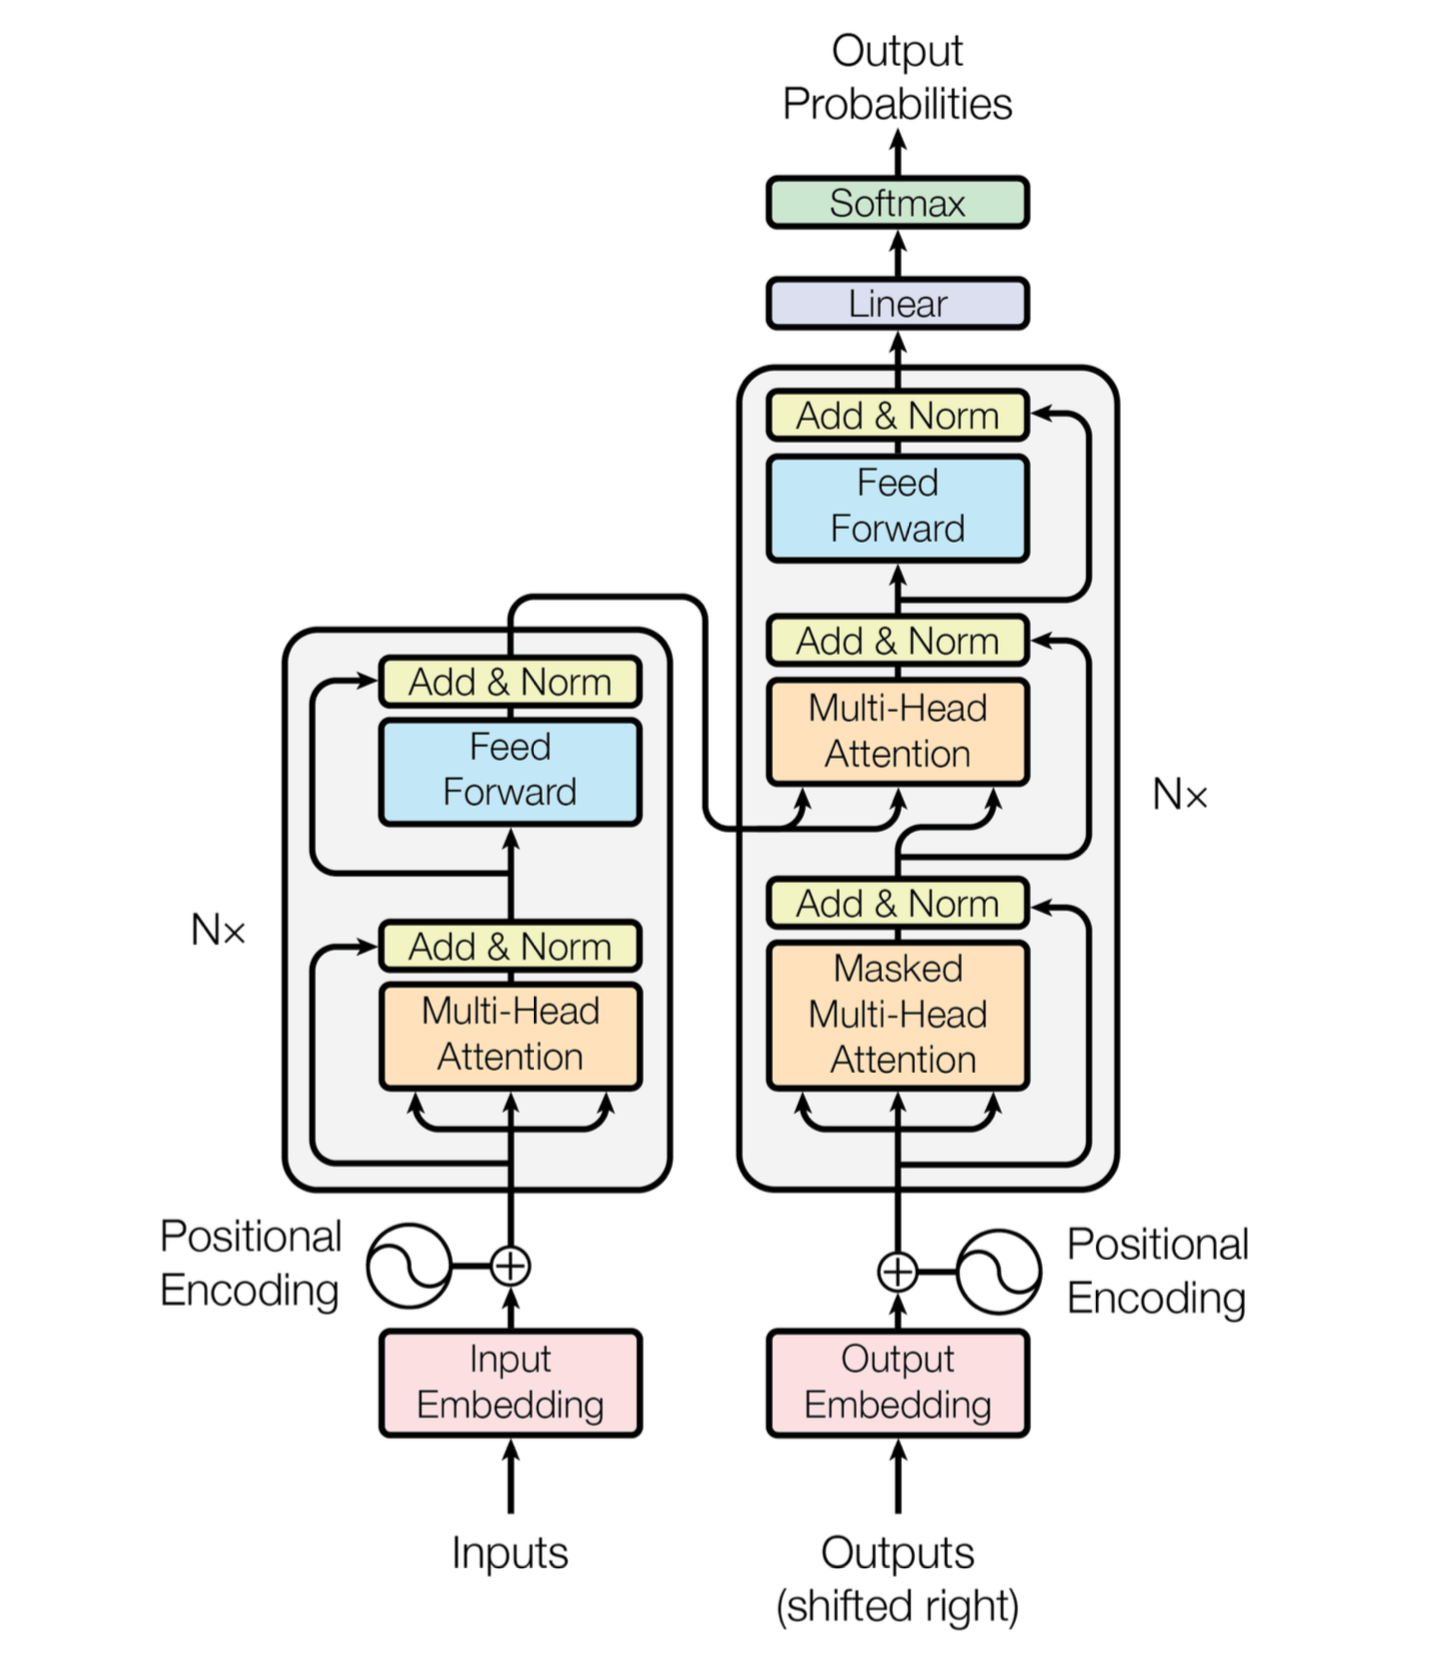 Output
Probabilities
Softmax
Linear
Add & Norm
Feed
Forward
Add & Norm
Multi-Head
Attention
Add & Norm
Masked
Multi-Head
Attention
N×
Positional
Encoding
Output
Embedding
Outputs
(shifted right)
Add & Norm
Feed
Forward
Add & Norm
Multi-Head
Attention
N×
Positional
Encoding
Input
Embedding
Inputs